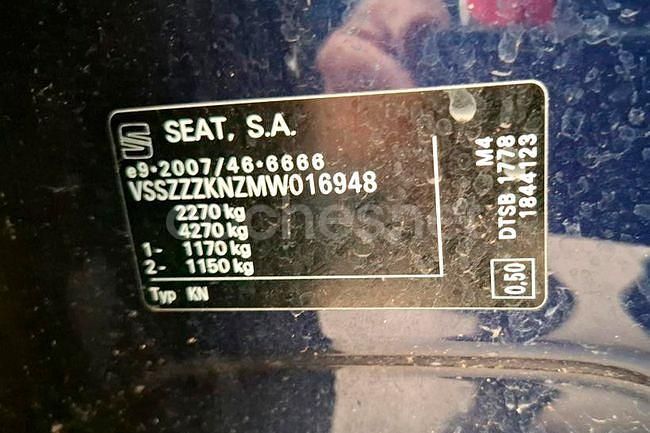 SEAT, S.A.
e9*2007/46*6666
VSSZZZKNZMW016948
2270 kg
4270 kg
1- 1170 kg
2- 1150 kg
Typ KN
M4
DTSB 1778
1844123
0.50